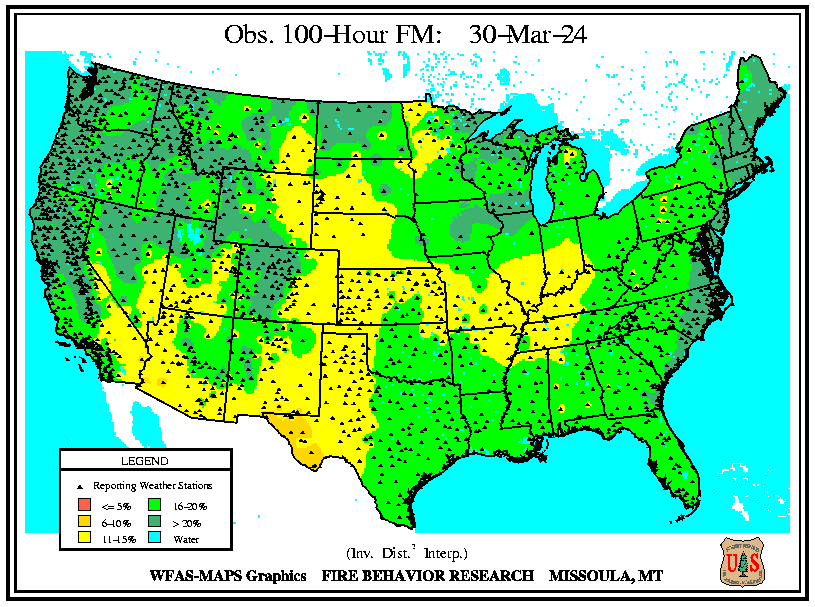 Obs. 100-Hour FM: 30-Mar-24
LEGEND
Reporting Weather Stations
<= 5% 16-20%
6-10% > 20%
11-15% Water
(Inv. Dist.² Interp.)
WFAS-MAPS Graphics FIRE BEHAVIOR RESEARCH MISSOULA, MT
U S